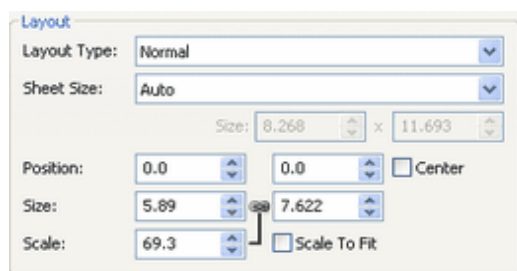 Layout
Layout Type: Normal
Sheet Size: Auto
Size: 8.268 x 11.693
Position: 0.0 0.0 Center
Size: 5.89 7.622
Scale: 69.3 Scale To Fit